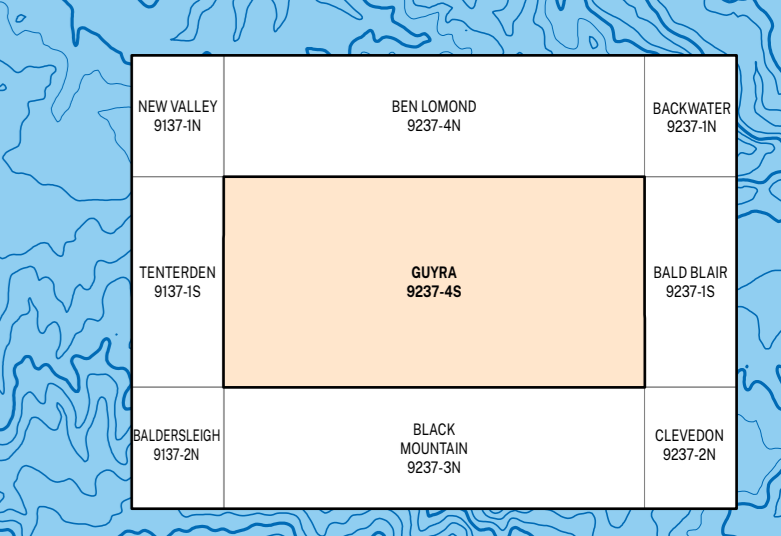 NEW VALLEY
9137-1N
BEN LOMOND
9237-4N
BACKWATER
9237-1N
TENTERDEN
9137-1S
GUYRA
9237-4S
BALD BLAIR
9237-1S
BALDERSLEIGH
9137-2N
BLACK
MOUNTAIN
9237-3N
CLEVEDON
9237-2N